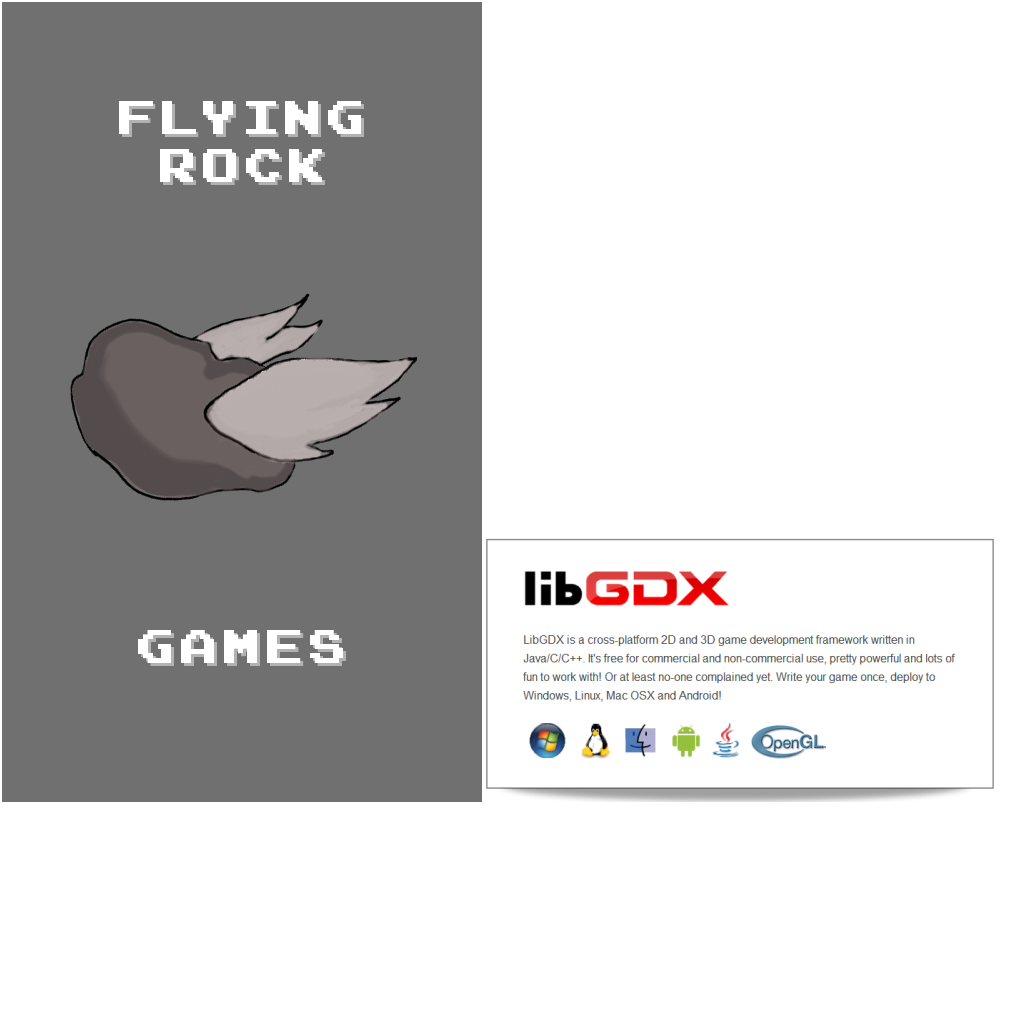 FLYING
ROCK
GAMES
libGDX
LibGDX is a cross-platform 2D and 3D game development framework written in
Java/C/C++. It's free for commercial and non-commercial use, pretty powerful and lots of
fun to work with! Or at least no-one complained yet. Write your game once, deploy to
Windows, Linux, Mac OSX and Android!
OpenGL